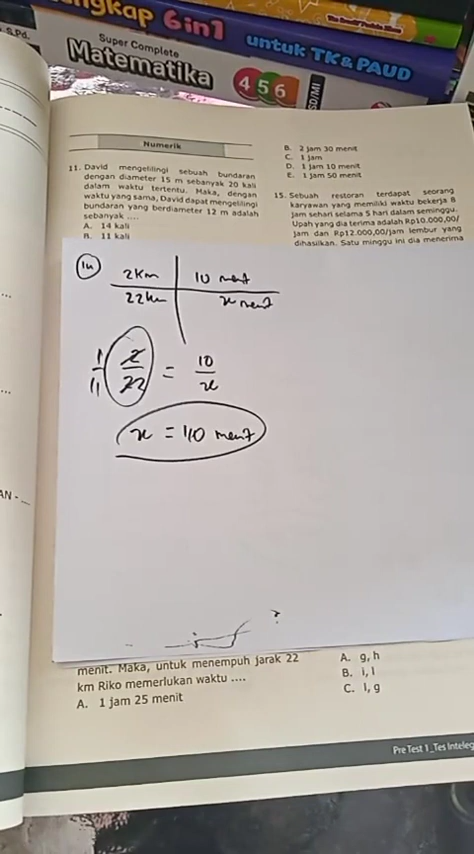 ngkap 6in1 untuk TK & PAUD
S.Pd.
Super Complete
Matematika 4 5 6 SD/MI
Numerik
11. David mengelilingi sebuah bundaran
dengan diameter 15 m sebanyak 20 kali
dalam waktu tertentu. Maka, dengan
waktu yang sama, David dapat mengelilingi
bundaran yang berdiameter 12 m adalah
sebanyak ....
A. 14 kali
B. 11 kali
B. 2 jam 30 menit
C. 1 jam
D. 1 jam 10 menit
E. 1 jam 50 menit
15. Sebuah restoran terdapat seorang
karyawan yang memiliki waktu bekerja 8
jam sehari selama 5 hari dalam seminggu.
Upah yang dia terima adalah Rp10.000,00/
jam dan Rp12.000,00/jam lembur yang
dihasilkan. Satu minggu ini dia menerima
14
2km 10 menit
22km x menit
1/11 2/22 = 10/x
x = 110 menit
?
AN -
menit. Maka, untuk menempuh jarak 22
km Riko memerlukan waktu ....
A. 1 jam 25 menit
A. g, h
B. i, l
C. l, g
Pre Test 1_Tes Inteleg